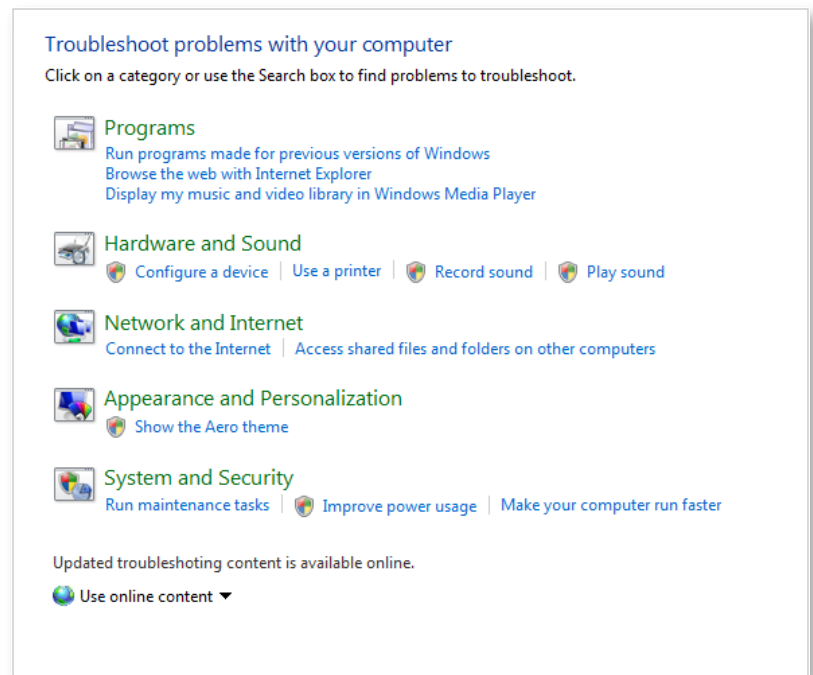 Troubleshoot problems with your computer
Click on a category or use the Search box to find problems to troubleshoot.
Programs
Run programs made for previous versions of Windows
Browse the web with Internet Explorer
Display my music and video library in Windows Media Player
Hardware and Sound
Configure a device | Use a printer | Record sound | Play sound
Network and Internet
Connect to the Internet | Access shared files and folders on other computers
Appearance and Personalization
Show the Aero theme
System and Security
Run maintenance tasks | Improve power usage | Make your computer run faster
Updated troubleshoting content is available online.
Use online content